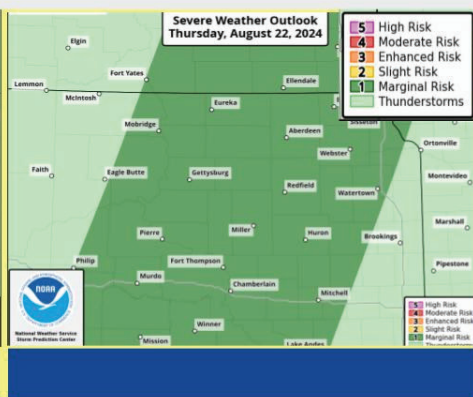 Severe Weather Outlook
Thursday, August 22, 2024
5 High Risk
4 Moderate Risk
3 Enhanced Risk
2 Slight Risk
1 Marginal Risk
Thunderstorms
Elgin
Fort Yates
Lemmon
McIntosh
Ellendale
Eureka
Mobridge
Aberdeen
Sisseton
Webster
Ortonville
Faith
Eagle Butte
Gettysburg
Montevideo
Redfield
Watertown
Miller
Marshall
Pierre
Huron
Brookings
Philip
Fort Thompson
Pipestone
Murdo
Chamberlain
Mitchell
NOAA
National Weather Service
Storm Prediction Center
Winner
Mission
Lake Andes
5 High Risk
4 Moderate Risk
3 Enhanced Risk
2 Slight Risk
1 Marginal Risk
Thunderstorms